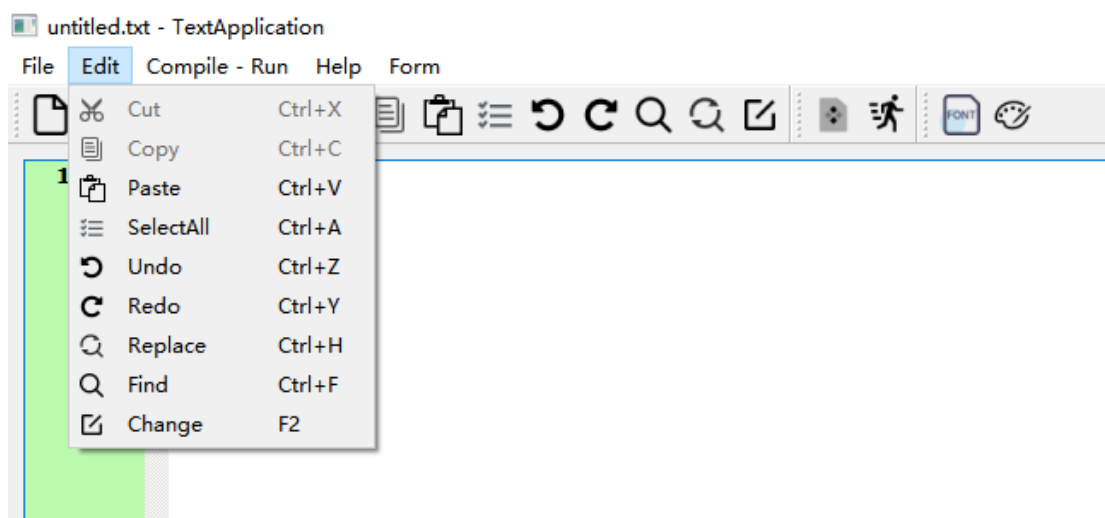 untitled.txt - TextApplication
File Edit Compile - Run Help Form
FONT
1
Cut Ctrl+X
Copy Ctrl+C
Paste Ctrl+V
SelectAll Ctrl+A
Undo Ctrl+Z
Redo Ctrl+Y
Replace Ctrl+H
Find Ctrl+F
Change F2